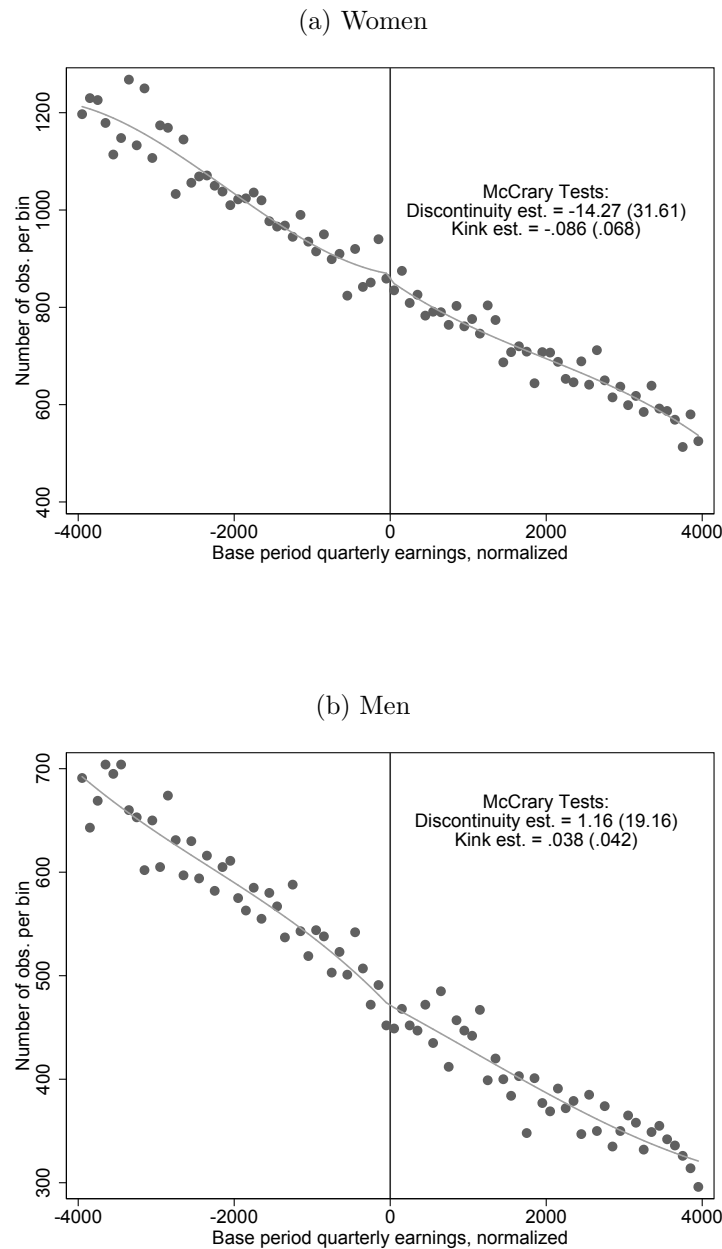 (a) Women
Number of obs. per bin
1200
1000
800
600
400
McCrary Tests:
Discontinuity est. = -14.27 (31.61)
Kink est. = -.086 (.068)
-4000 -2000 0 2000 4000
Base period quarterly earnings, normalized
(b) Men
Number of obs. per bin
700
600
500
400
300
McCrary Tests:
Discontinuity est. = 1.16 (19.16)
Kink est. = .038 (.042)
-4000 -2000 0 2000 4000
Base period quarterly earnings, normalized